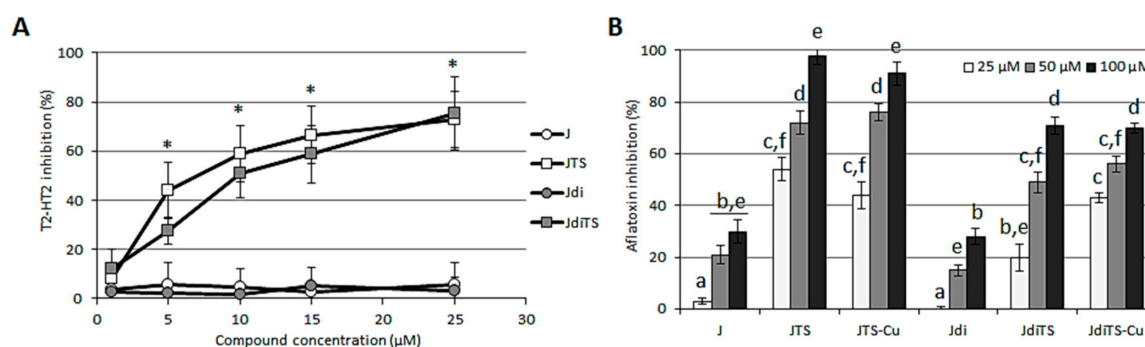 A
T2-HT2 inhibition (%)
100
80
60
40
20
0
* * * *
0 5 10 15 20 25 30
Compound concentration (μM)
J
JTS
Jdi
JdiTS
B
Aflatoxin inhibition (%)
100
80
60
40
20
0
25 μM 50 μM 100 μM
a b,e
c,f d e
c,f d e
a e b
b,e c,f d
c c,f d
J JTS JTS-Cu Jdi JdiTS JdiTS-Cu